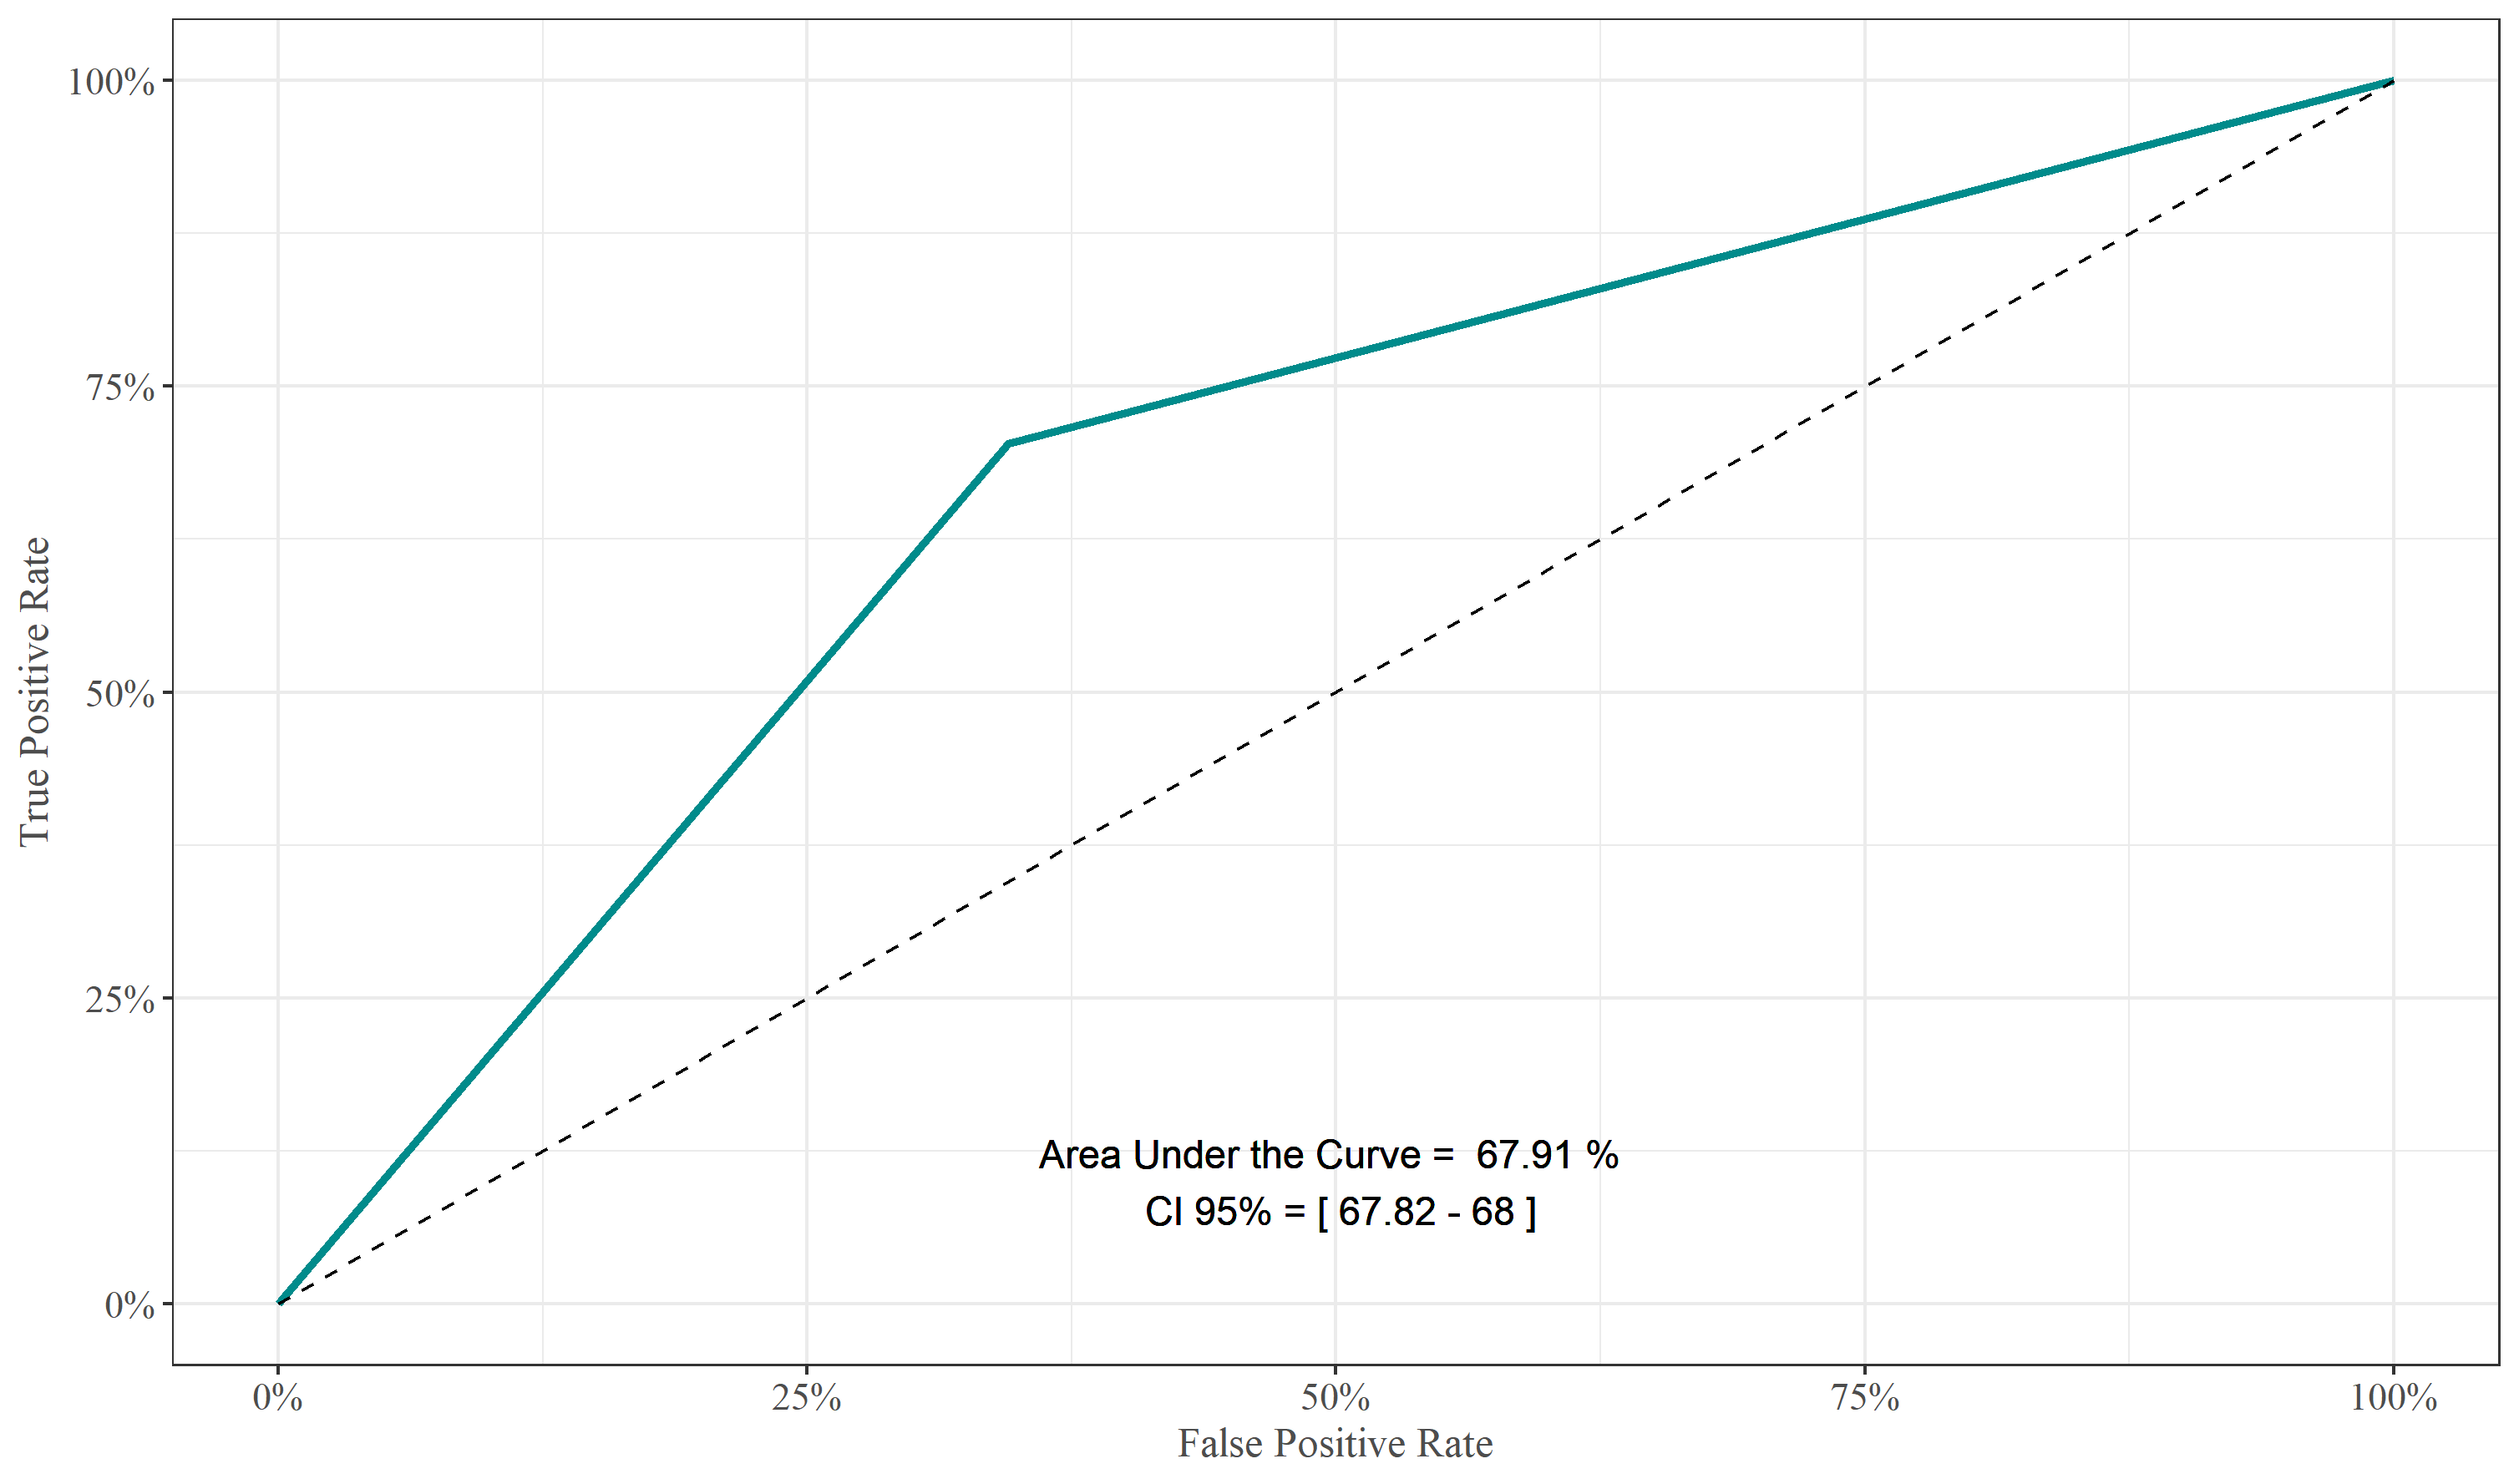 100%
75%
50%
25%
0%
True Positive Rate
Area Under the Curve =  67.91 %
CI 95% = [ 67.82 - 68 ]
0%
25%
50%
75%
100%
False Positive Rate